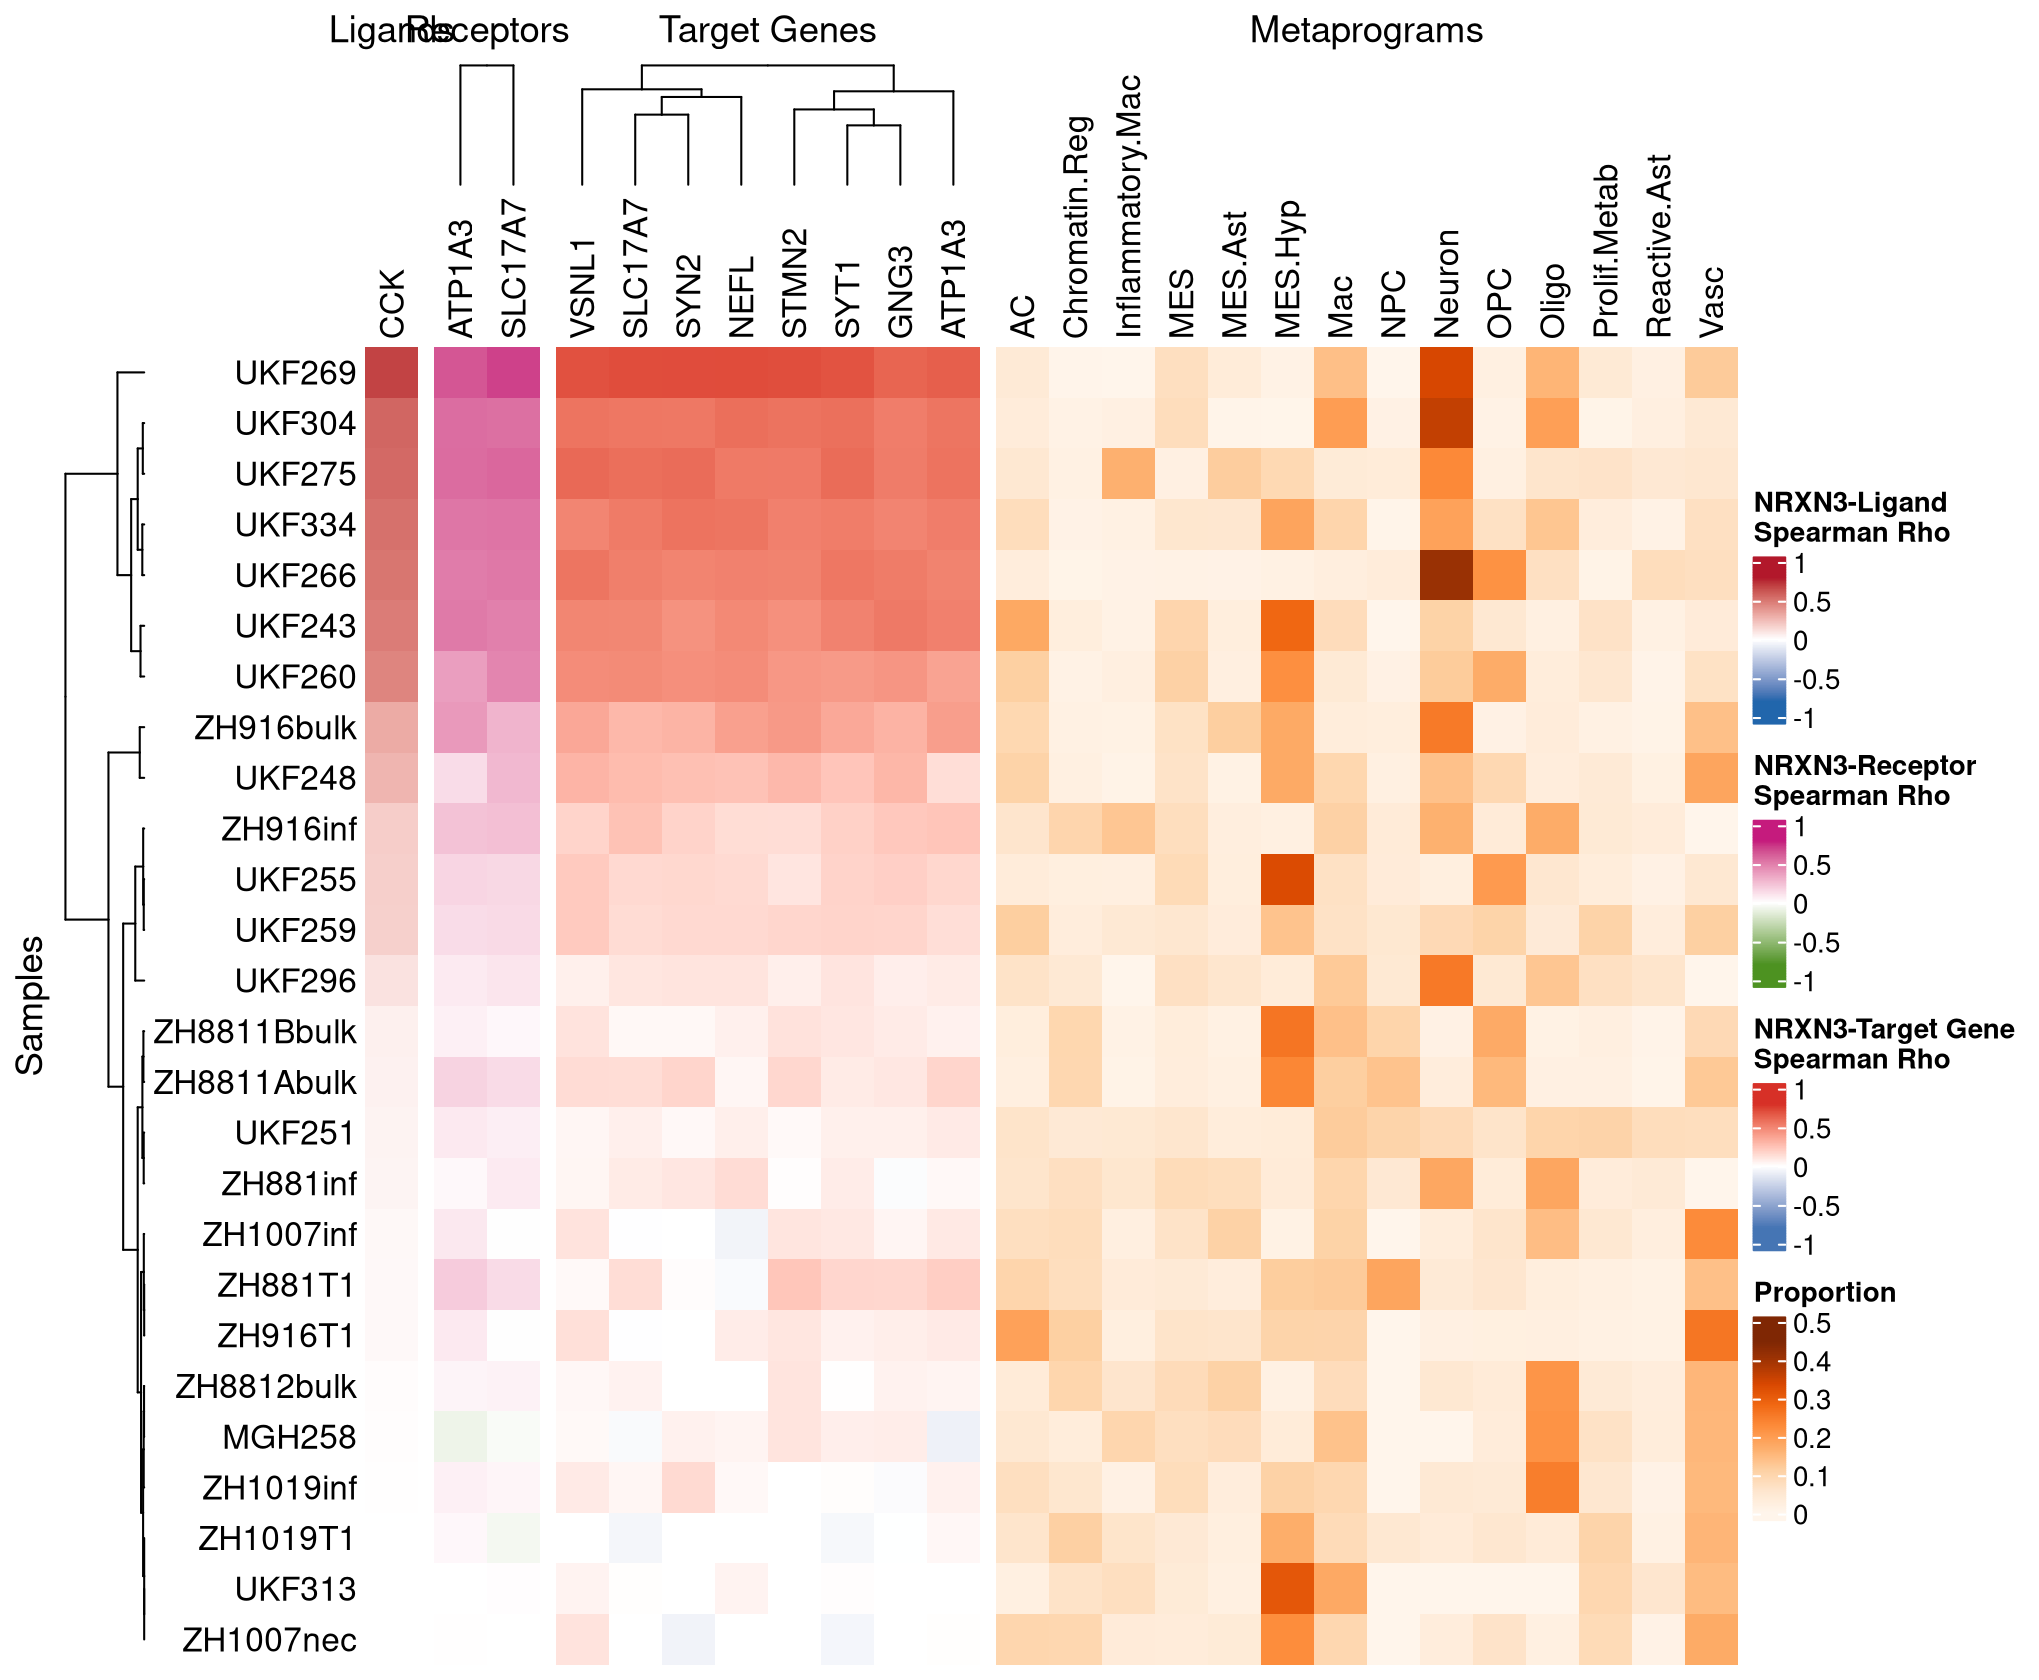 Ligands
Receptors
Target Genes
Metaprograms
CCK
ATP1A3
SLC17A7
VSNL1
SLC17A7
SYN2
NEFL
STMN2
SYT1
GNG3
ATP1A3
AC
Chromatin.Reg
Inflammatory.Mac
MES
MES.Ast
MES.Hyp
Mac
NPC
Neuron
OPC
Oligo
Prolif.Metab
Reactive.Ast
Vasc
Samples
UKF269
UKF304
UKF275
UKF334
UKF266
UKF243
UKF260
ZH916bulk
UKF248
ZH916inf
UKF255
UKF259
UKF296
ZH8811Bbulk
ZH8811Abulk
UKF251
ZH881inf
ZH1007inf
ZH881T1
ZH916T1
ZH8812bulk
MGH258
ZH1019inf
ZH1019T1
UKF313
ZH1007nec
NRXN3-Ligand
Spearman Rho
1
0.5
0
-0.5
-1
NRXN3-Receptor
Spearman Rho
1
0.5
0
-0.5
-1
NRXN3-Target Gene
Spearman Rho
1
0.5
0
-0.5
-1
Proportion
0.5
0.4
0.3
0.2
0.1
0